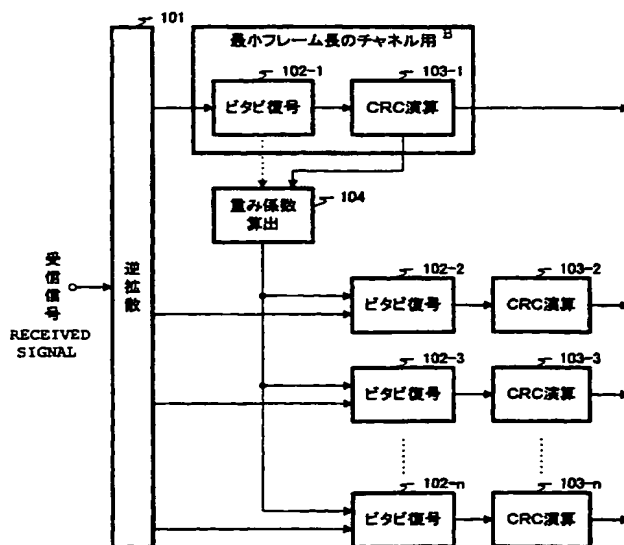 101
最小フレーム長のチャネル用 B
102-1
103-1
ビタビ復号
CRC演算
重み係数
算出
104
受信信号
RECEIVED
SIGNAL
逆拡散
102-2
103-2
ビタビ復号
CRC演算
102-3
103-3
ビタビ復号
CRC演算
102-n
103-n
ビタビ復号
CRC演算